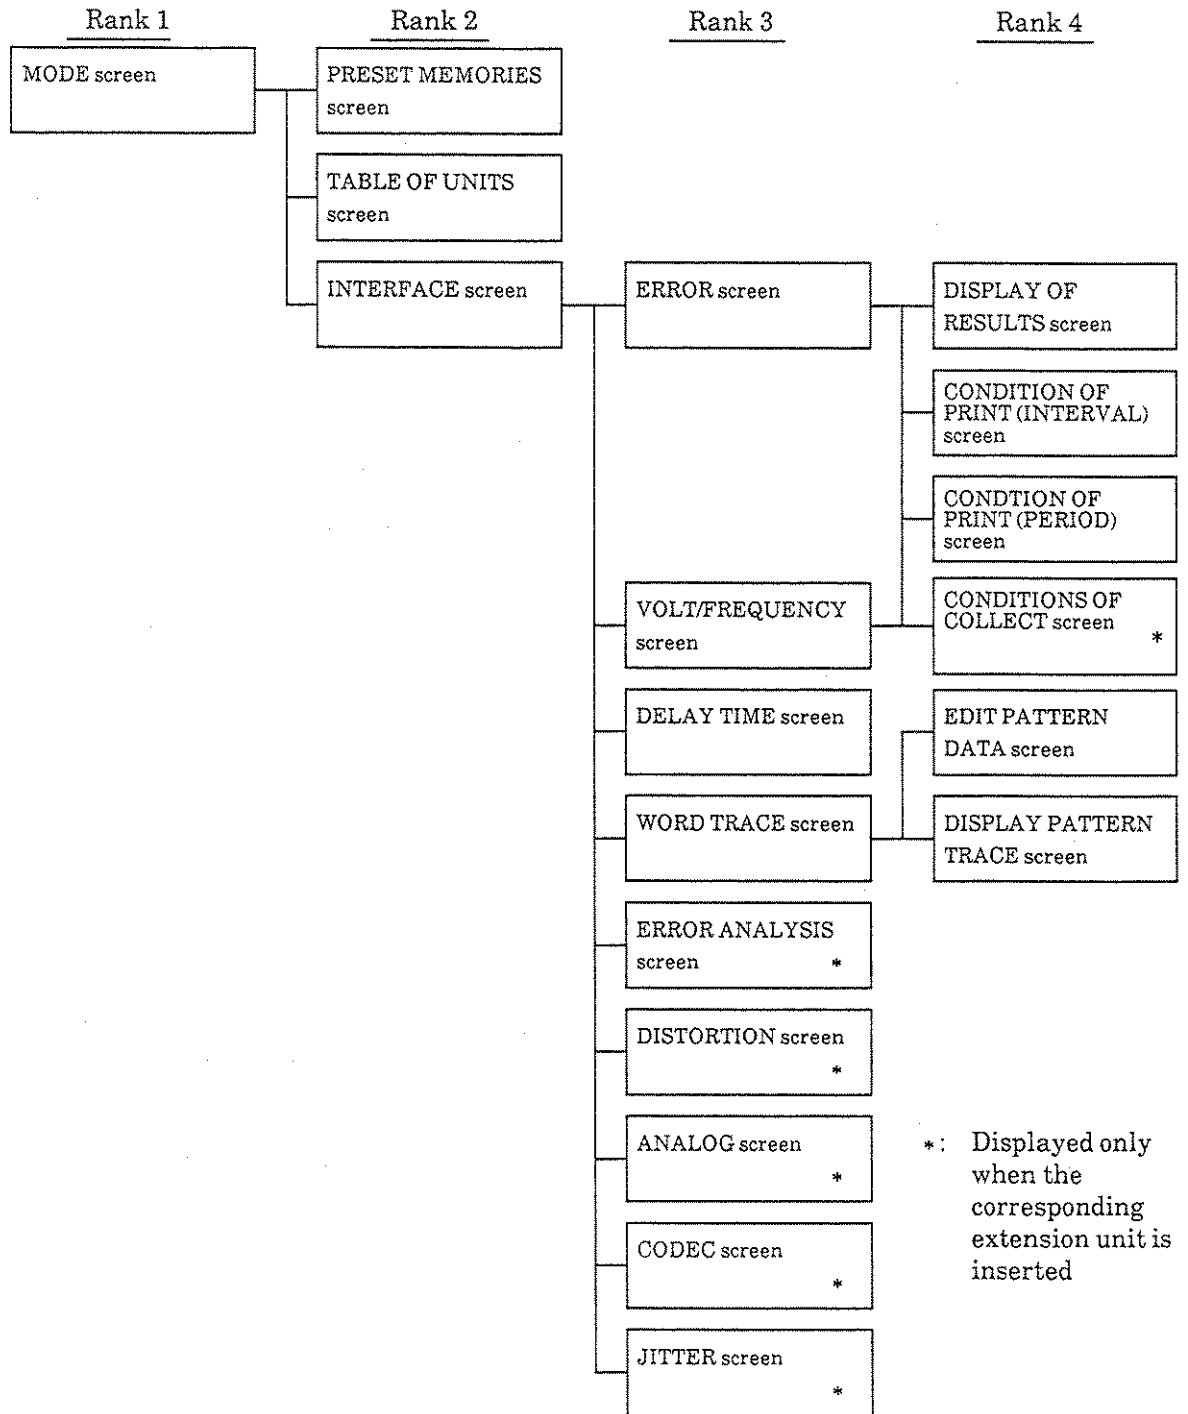 Rank 1
Rank 2
Rank 3
Rank 4
MODE screen
PRESET MEMORIES
screen
TABLE OF UNITS
screen
INTERFACE screen
ERROR screen
DISPLAY OF
RESULTS screen
CONDITION OF
PRINT (INTERVAL)
screen
CONDTION OF
PRINT (PERIOD)
screen
VOLT/FREQUENCY
screen
CONDITIONS OF
COLLECT screen
*
DELAY TIME screen
EDIT PATTERN
DATA screen
WORD TRACE screen
DISPLAY PATTERN
TRACE screen
ERROR ANALYSIS
screen *
DISTORTION screen
*
ANALOG screen
*
CODEC screen
*
JITTER screen
*
*: Displayed only
when the
corresponding
extension unit is
inserted